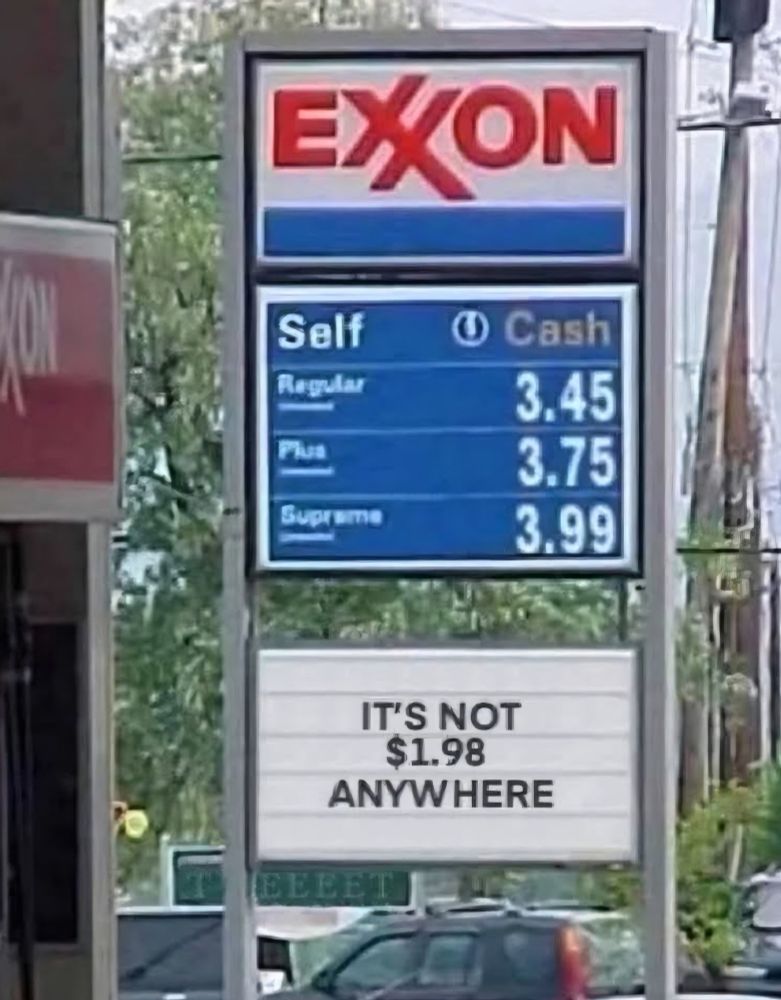 EXXON
Self Cash
Regular 3.45
Plus 3.75
Supreme 3.99
IT'S NOT
$1.98
ANYWHERE